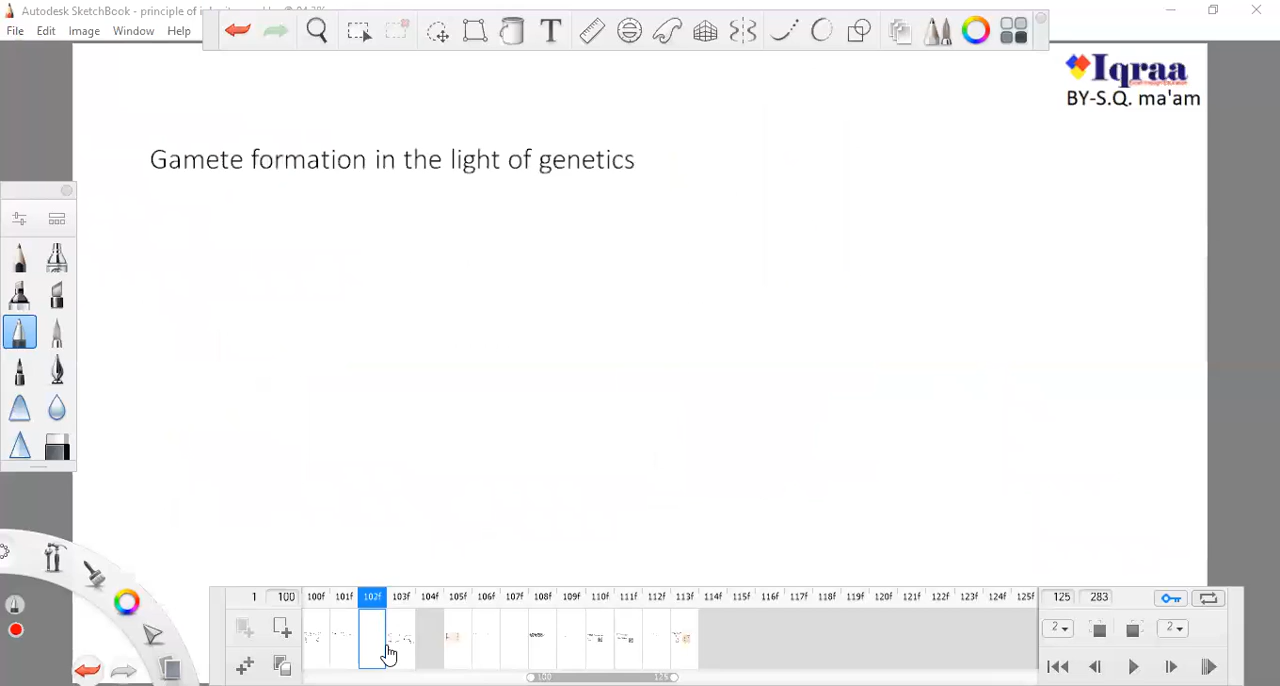 Autodesk SketchBook - principle of
File Edit Image Window Help
Iqraa
BY-S.Q. ma'am
Gamete formation in the light of genetics
1 100 100f 101f 102f 103f 104f 105f 106f 107f 108f 109f 110f 111f 112f 113f 114f 115f 116f 117f 118f 119f 120f 121f 122f 123f 124f 125f 125 283
2 2
100 125